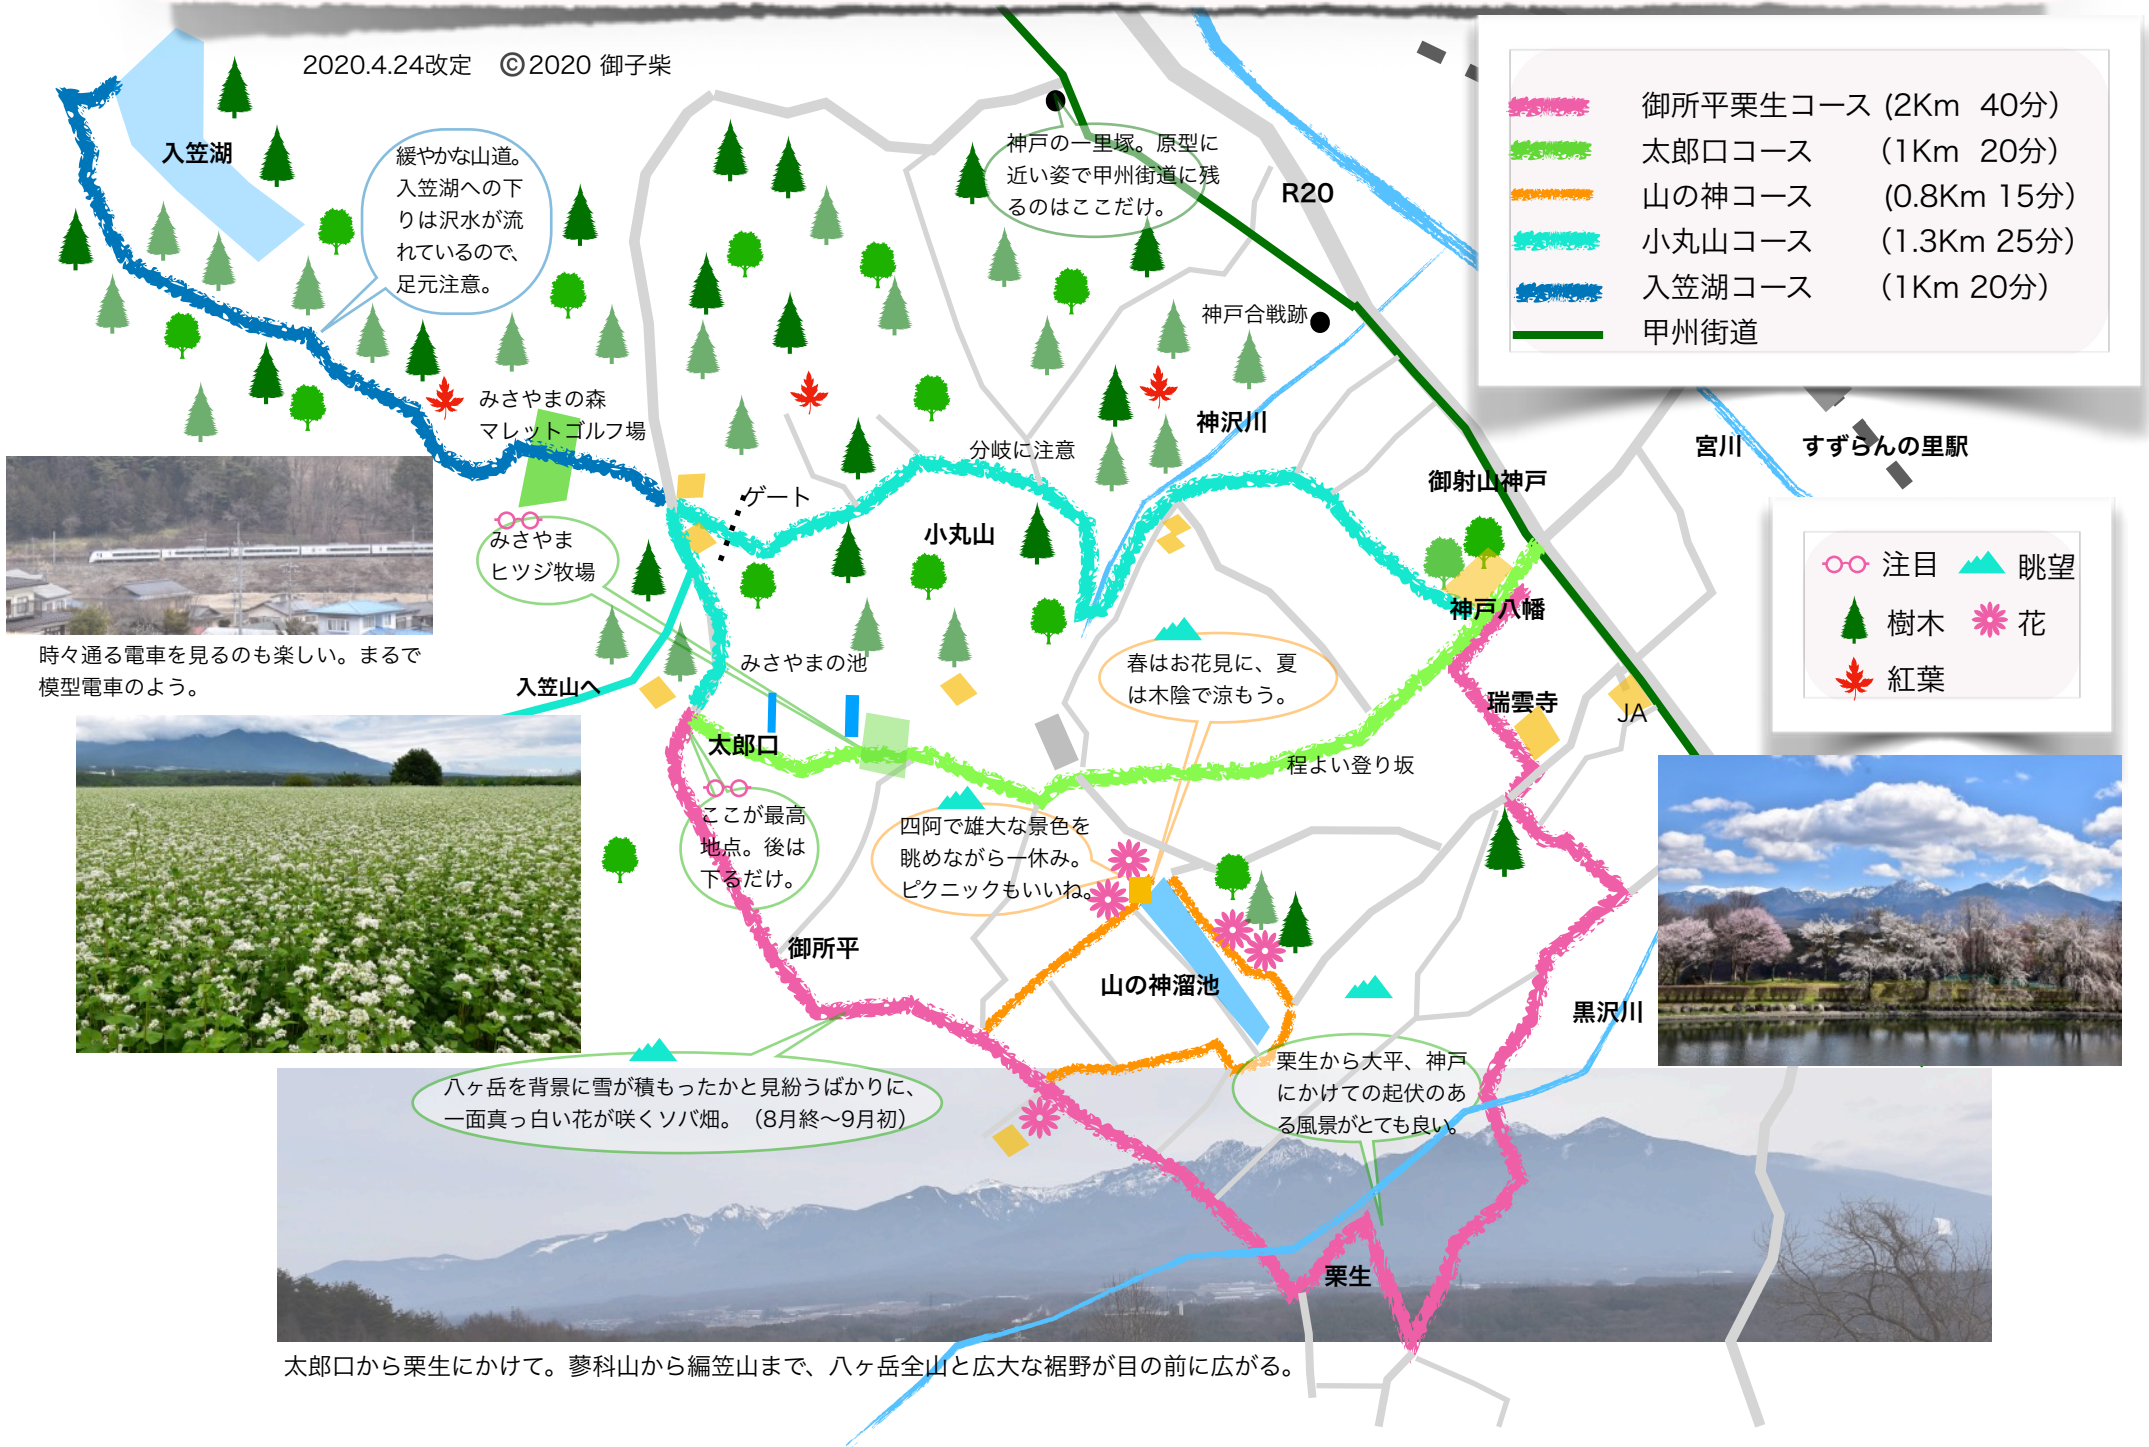 2020.4.24改定 ©2020 御子柴
御所平栗生コース (2Km 40分)
太郎口コース (1Km 20分)
山の神コース (0.8Km 15分)
小丸山コース (1.3Km 25分)
入笠湖コース (1Km 20分)
甲州街道
入笠湖
緩やかな山道。
入笠湖への下
りは沢水が流
れているので、
足元注意。
神戸の一里塚。原型に
近い姿で甲州街道に残
るのはここだけ。
R20
神戸合戦跡
神沢川
みさやまの森
マレットゴルフ場
分岐に注意
宮川
すずらんの里駅
御射山神戸
ゲート
小丸山
みさやま
ヒツジ牧場
注目
眺望
樹木
花
紅葉
神戸八幡
時々通る電車を見るのも楽しい。まるで
模型電車のよう。
入笠山へ
みさやまの池
春はお花見に、夏
は木陰で涼もう。
瑞雲寺
JA
太郎口
程よい登り坂
ここが最高
地点。後は
下るだけ。
四阿で雄大な景色を
眺めながら一休み。
ピクニックもいいね。
御所平
山の神溜池
黒沢川
八ヶ岳を背景に雪が積もったかと見紛うばかりに、
一面真っ白い花が咲くソバ畑。（8月終〜9月初）
栗生から大平、神戸
にかけての起伏のあ
る風景がとても良い。
栗生
太郎口から栗生にかけて。蓼科山から編笠山まで、八ヶ岳全山と広大な裾野が目の前に広がる。